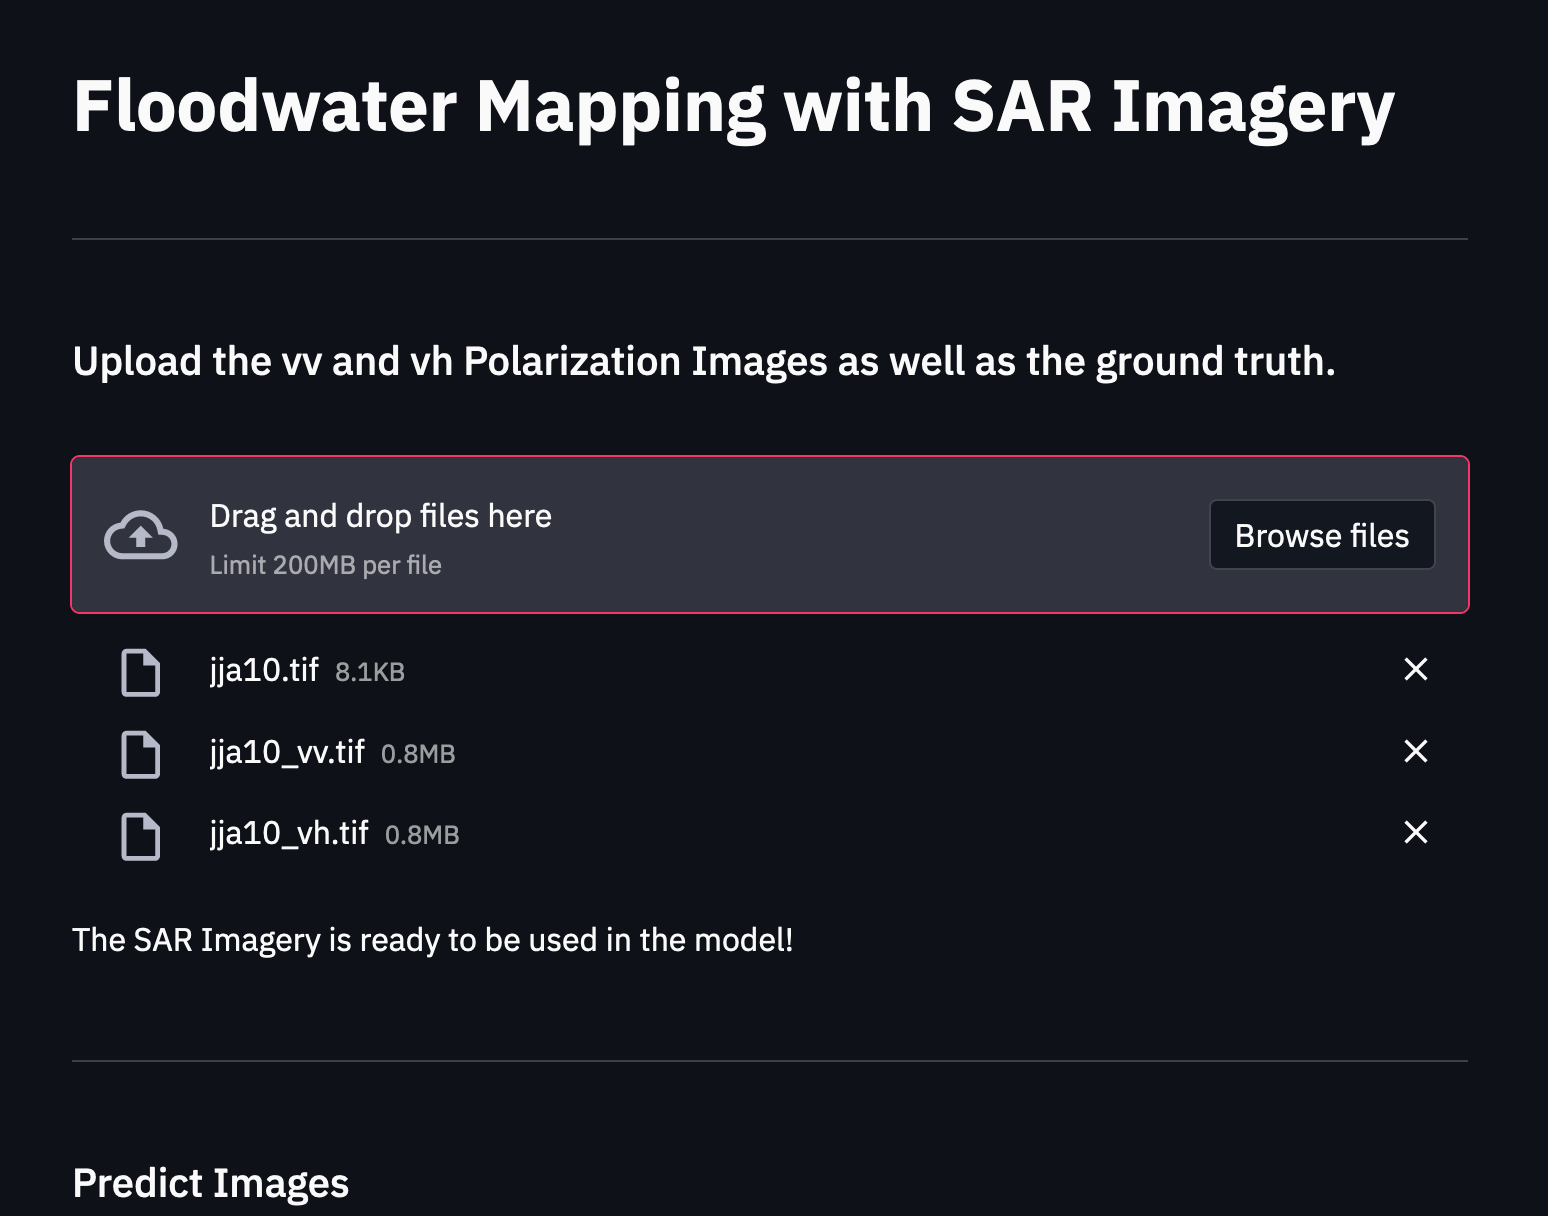 Floodwater Mapping with SAR Imagery
Upload the vv and vh Polarization Images as well as the ground truth.
Drag and drop files here
Limit 200MB per file
Browse files
jja10.tif 8.1KB
jja10_vv.tif 0.8MB
jja10_vh.tif 0.8MB
The SAR Imagery is ready to be used in the model!
Predict Images